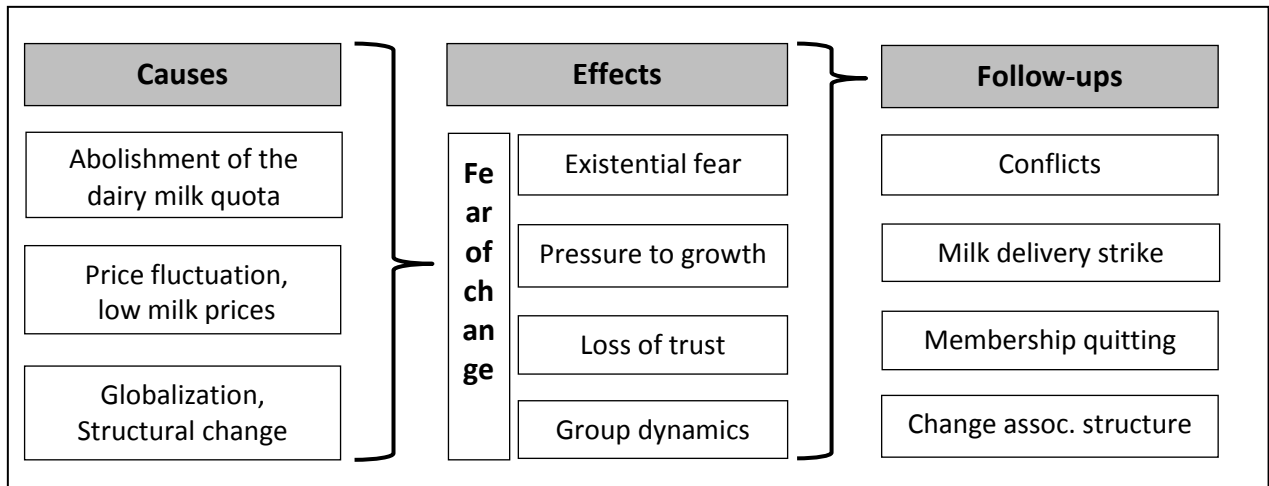 Causes
Abolishment of the
dairy milk quota
Price fluctuation,
low milk prices
Globalization,
Structural change
Effects
Fe
ar
of
ch
an
ge
Existential fear
Pressure to growth
Loss of trust
Group dynamics
Follow-ups
Conflicts
Milk delivery strike
Membership quitting
Change assoc. structure